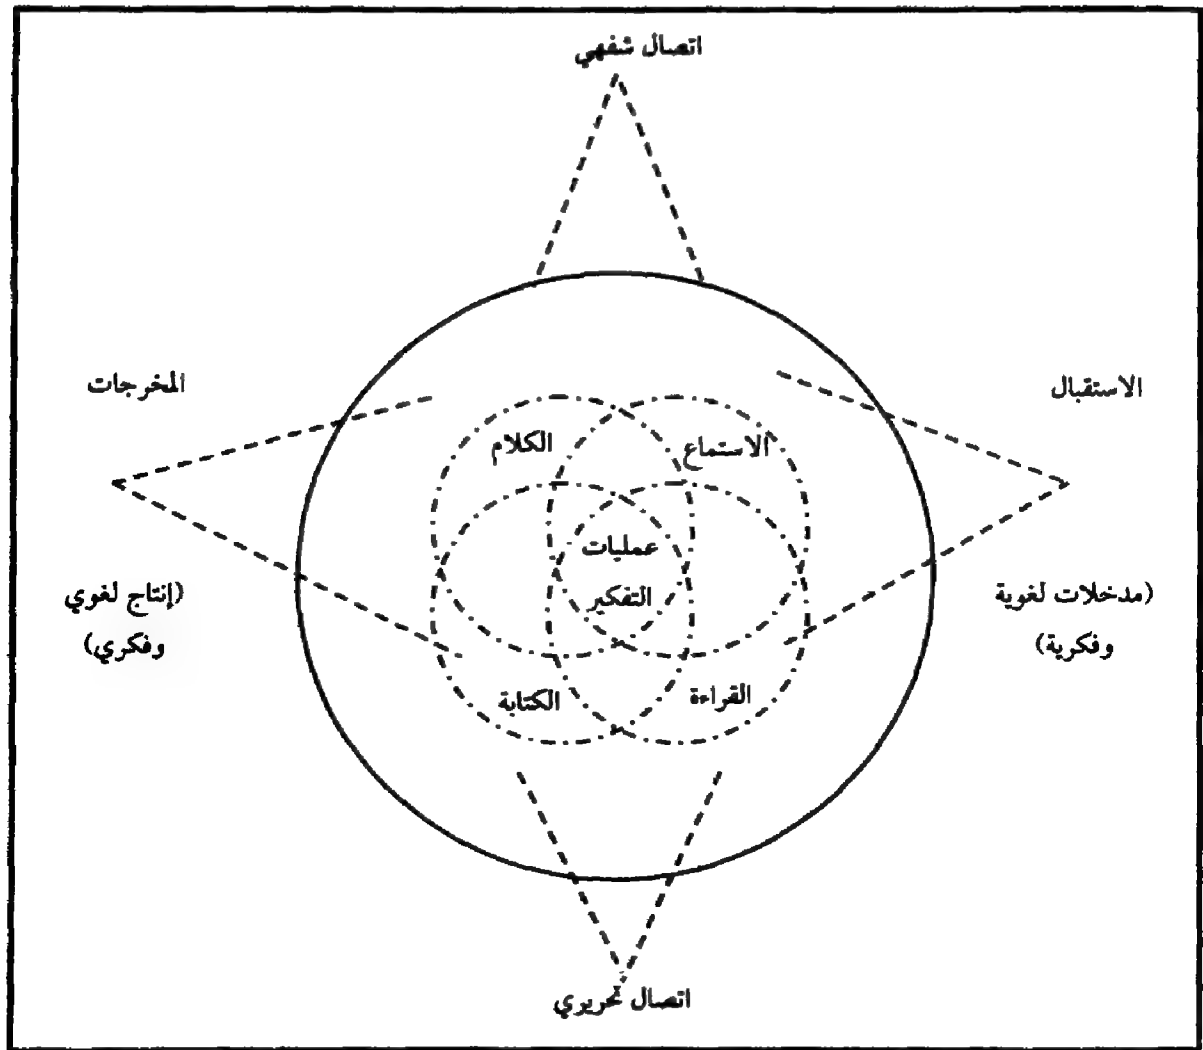 اتصال شفهي
الاستقبال
المخرجات
الاستماع
الكلام
عمليات
التفكير
(مدخلات لغوية
وفكرية)
(إنتاج لغوي
وفكري)
القراءة
الكتابة
اتصال تحريري